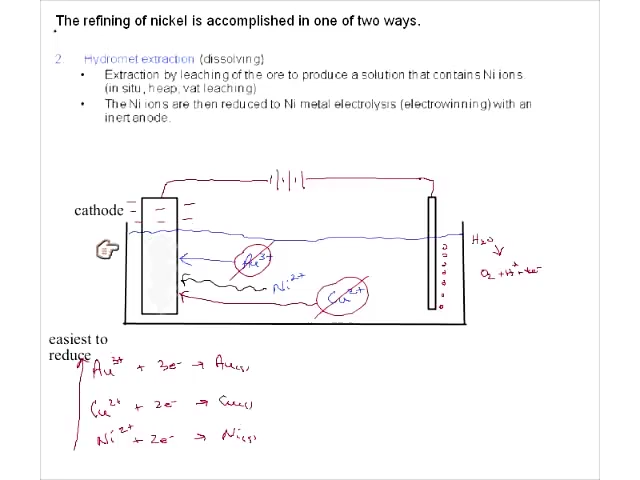 The refining of nickel is accomplished in one of two ways.
2. Hydromet extraction (dissolving)
• Extraction by leaching of the ore to produce a solution that contains Ni ions.
(in situ, heap, vat leaching)
• The Ni ions are then reduced to Ni metal electrolysis (electrowinning) with an
inert anode.
cathode
H₂O
Au³⁺
O₂ + H⁺ + 4e⁻
Ni²⁺
Cu²⁺
easiest to
reduce
Au³⁺ + 3e⁻ → Au(s)
Cu²⁺ + 2e⁻ → Cu(s)
Ni²⁺ + 2e⁻ → Ni(s)